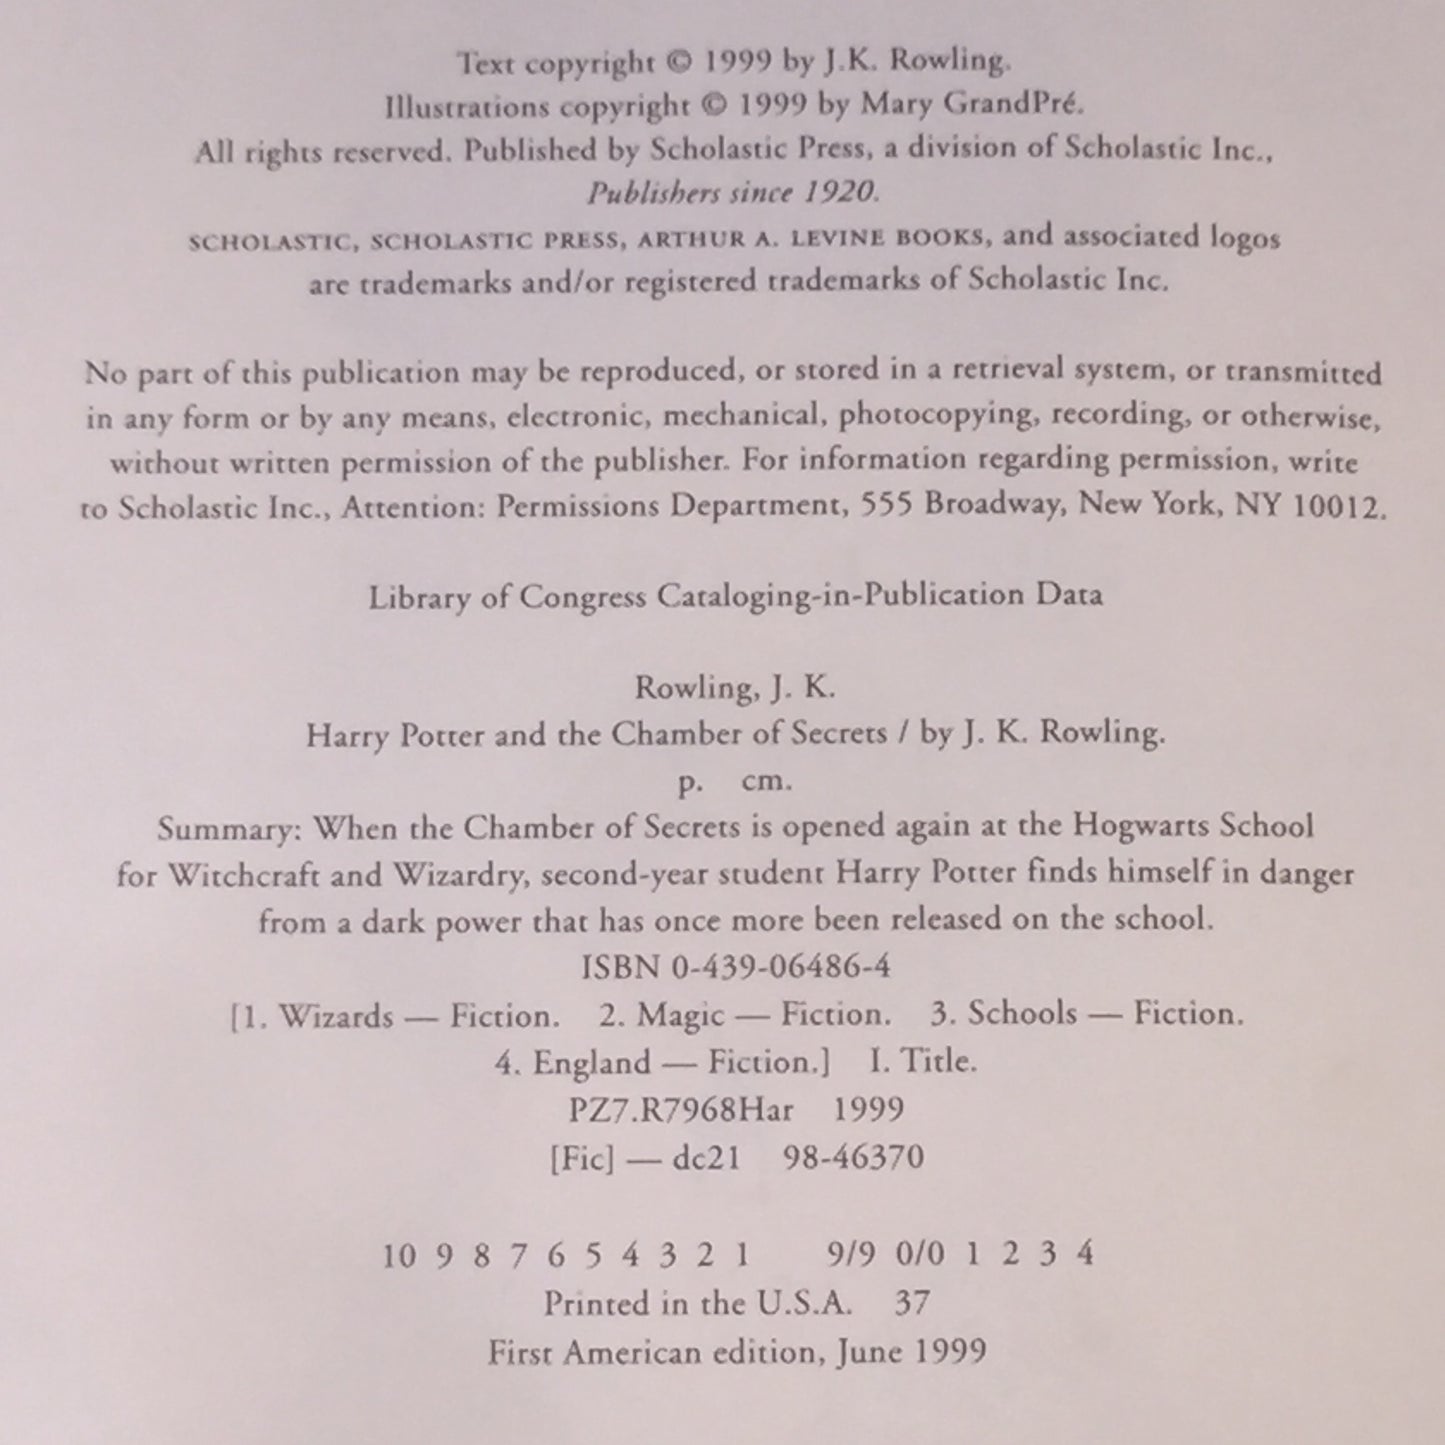 Text copyright © 1999 by J.K. Rowling.
Illustrations copyright © 1999 by Mary GrandPré.
All rights reserved. Published by Scholastic Press, a division of Scholastic Inc.,
Publishers since 1920.
SCHOLASTIC, SCHOLASTIC PRESS, ARTHUR A. LEVINE BOOKS, and associated logos
are trademarks and/or registered trademarks of Scholastic Inc.
No part of this publication may be reproduced, or stored in a retrieval system, or transmitted
in any form or by any means, electronic, mechanical, photocopying, recording, or otherwise,
without written permission of the publisher. For information regarding permission, write
to Scholastic Inc., Attention: Permissions Department, 555 Broadway, New York, NY 10012.
Library of Congress Cataloging-in-Publication Data
Rowling, J. K.
Harry Potter and the Chamber of Secrets / by J. K. Rowling.
p. cm.
Summary: When the Chamber of Secrets is opened again at the Hogwarts School
for Witchcraft and Wizardry, second-year student Harry Potter finds himself in danger
from a dark power that has once more been released on the school.
ISBN 0-439-06486-4
[1. Wizards — Fiction. 2. Magic — Fiction. 3. Schools — Fiction.
4. England — Fiction.] I. Title.
PZ7.R7968Har 1999
[Fic] — dc21 98-46370
10 9 8 7 6 5 4 3 2 1 9/9 0/0 1 2 3 4
Printed in the U.S.A. 37
First American edition, June 1999